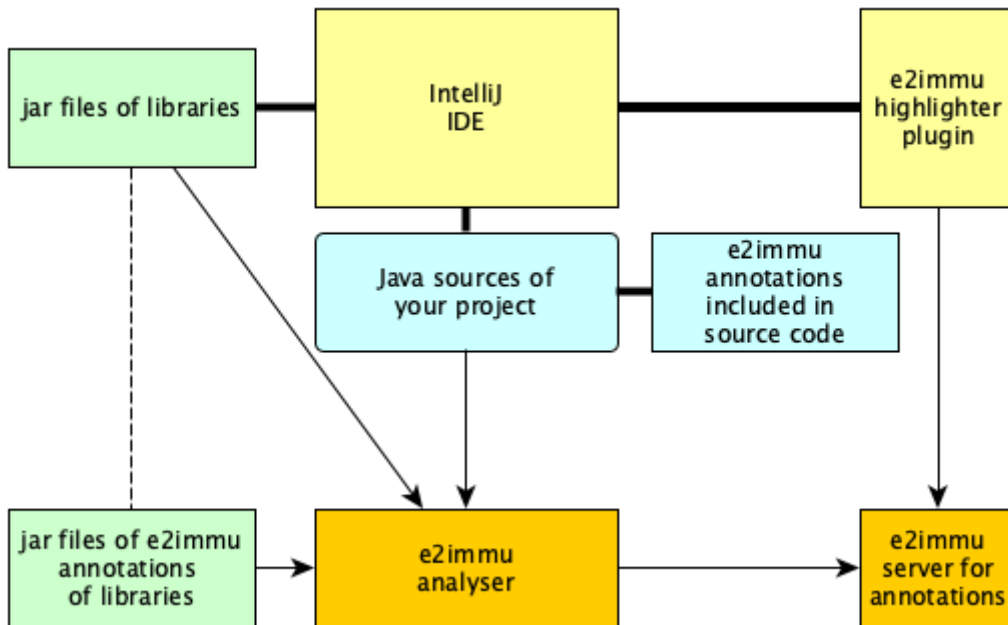 jar files of libraries
IntelliJ
IDE
e2immu
highlighter
plugin
Java sources of
your project
e2immu
annotations
included in
source code
jar files of e2immu
annotations
of libraries
e2immu
analyser
e2immu
server for
annotations